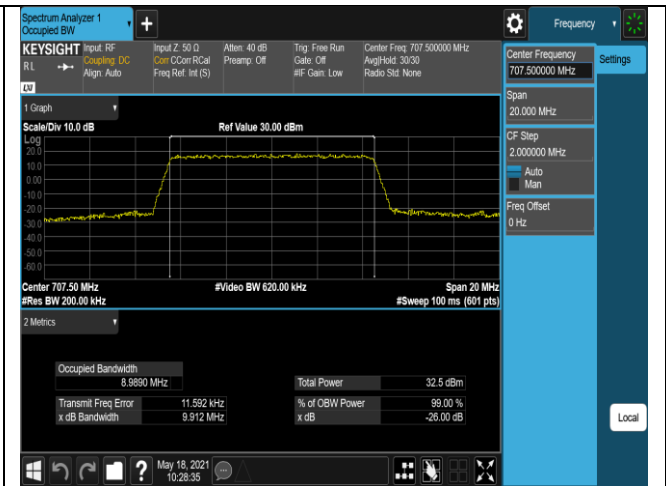 Spectrum Analyzer 1
Occupied BW
Frequency
KEYSIGHT
RL
LXI
Input: RF
Coupling: DC
Align: Auto
Input Z: 50 Ω
Corr CCorr RCal
Freq Ref: Int (S)
Atten: 40 dB
Preamp: Off
Trig: Free Run
Gate: Off
#IF Gain: Low
Center Freq: 707.500000 MHz
Avg|Hold: 30/30
Radio Std: None
Center Frequency
707.500000 MHz
Settings
Span
20.000 MHz
CF Step
2.000000 MHz
Auto
Man
Freq Offset
0 Hz
Local
1 Graph
Scale/Div 10.0 dB
Ref Value 30.00 dBm
Log
20.0
10.0
0.00
-10.0
-20.0
-30.0
-40.0
-50.0
-60.0
Center 707.50 MHz
#Video BW 620.00 kHz
Span 20 MHz
#Res BW 200.00 kHz
#Sweep 100 ms (601 pts)
2 Metrics
Occupied Bandwidth
8.9890 MHz
Total Power
32.5 dBm
Transmit Freq Error
11.592 kHz
% of OBW Power
99.00 %
x dB Bandwidth
9.912 MHz
x dB
-26.00 dB
?
May 18, 2021
10:28:35